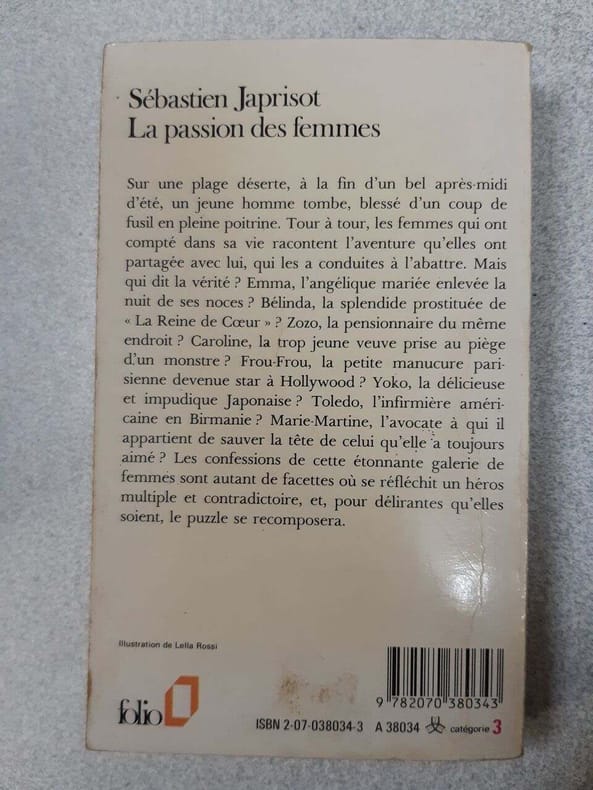 Sébastien Japrisot
La passion des femmes
Sur une plage déserte, à la fin d'un bel après-midi
d'été, un jeune homme tombe, blessé d'un coup de
fusil en pleine poitrine. Tour à tour, les femmes qui ont
compté dans sa vie racontent l'aventure qu'elles ont
partagée avec lui, qui les a conduites à l'abattre. Mais
qui dit la vérité ? Emma, l'angélique mariée enlevée la
nuit de ses noces ? Bélinda, la splendide prostituée de
« La Reine de Cœur » ? Zozo, la pensionnaire du même
endroit ? Caroline, la trop jeune veuve prise au piège
d'un monstre ? Frou-Frou, la petite manucure pari-
sienne devenue star à Hollywood ? Yoko, la délicieuse
et impudique Japonaise ? Toledo, l'infirmière améri-
caine en Birmanie ? Marie-Martine, l'avocate à qui il
appartient de sauver la tête de celui qu'elle a toujours
aimé ? Les confessions de cette étonnante galerie de
femmes sont autant de facettes où se réfléchit un héros
multiple et contradictoire, et, pour délirantes qu'elles
soient, le puzzle se recomposera.
Illustration de Lella Rossi
9 782070 380343
folio
ISBN 2-07-038034-3 A 38034 catégorie 3